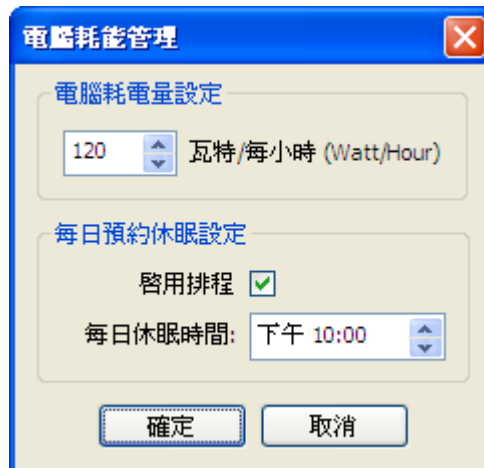 電腦耗能管理
電腦耗電量設定
120 瓦特/每小時 (Watt/Hour)
每日預約休眠設定
啓用排程
每日休眠時間: 下午 10:00
確定 取消